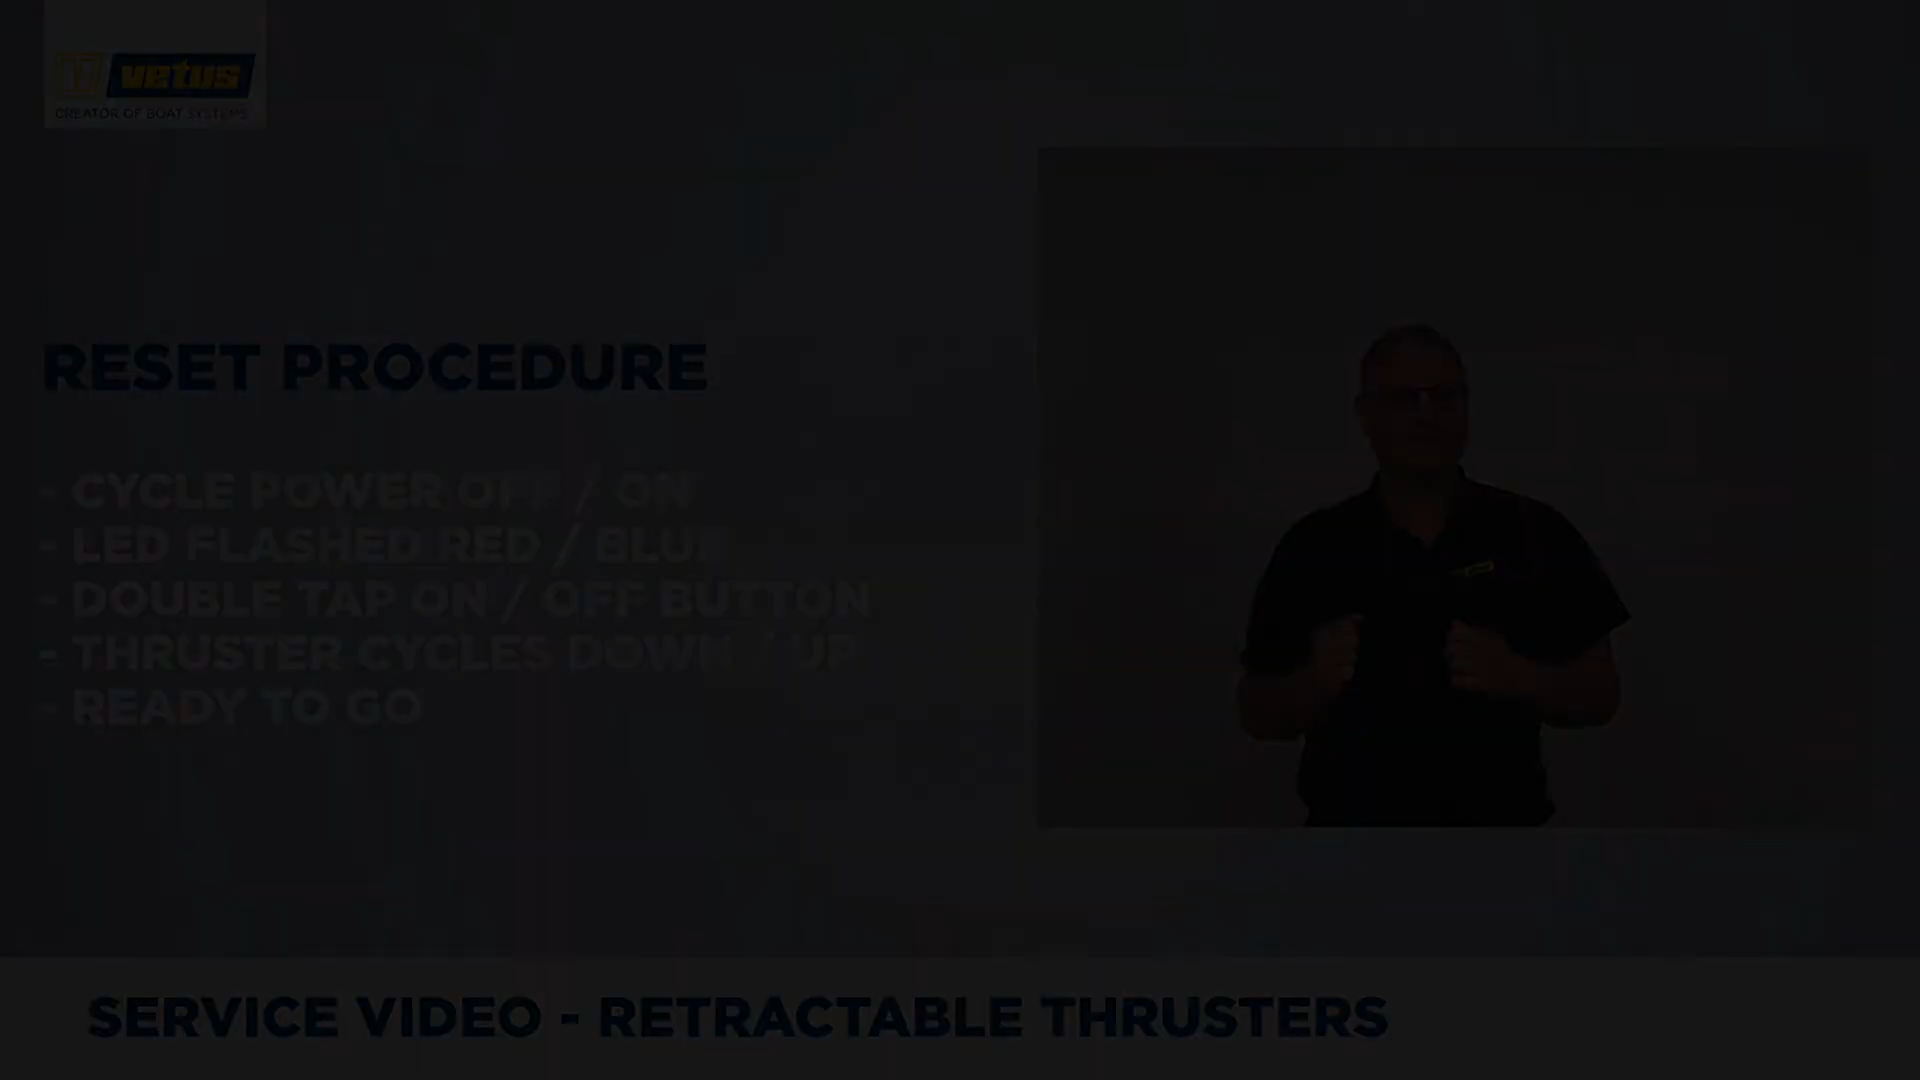 vetus
CREATOR OF BOAT SYSTEMS
RESET PROCEDURE
- CYCLE POWER OFF / ON
- LED FLASHED RED / BLUE
- DOUBLE TAP ON / OFF BUTTON
- THRUSTER CYCLES DOWN / UP
- READY TO GO
SERVICE VIDEO - RETRACTABLE THRUSTERS